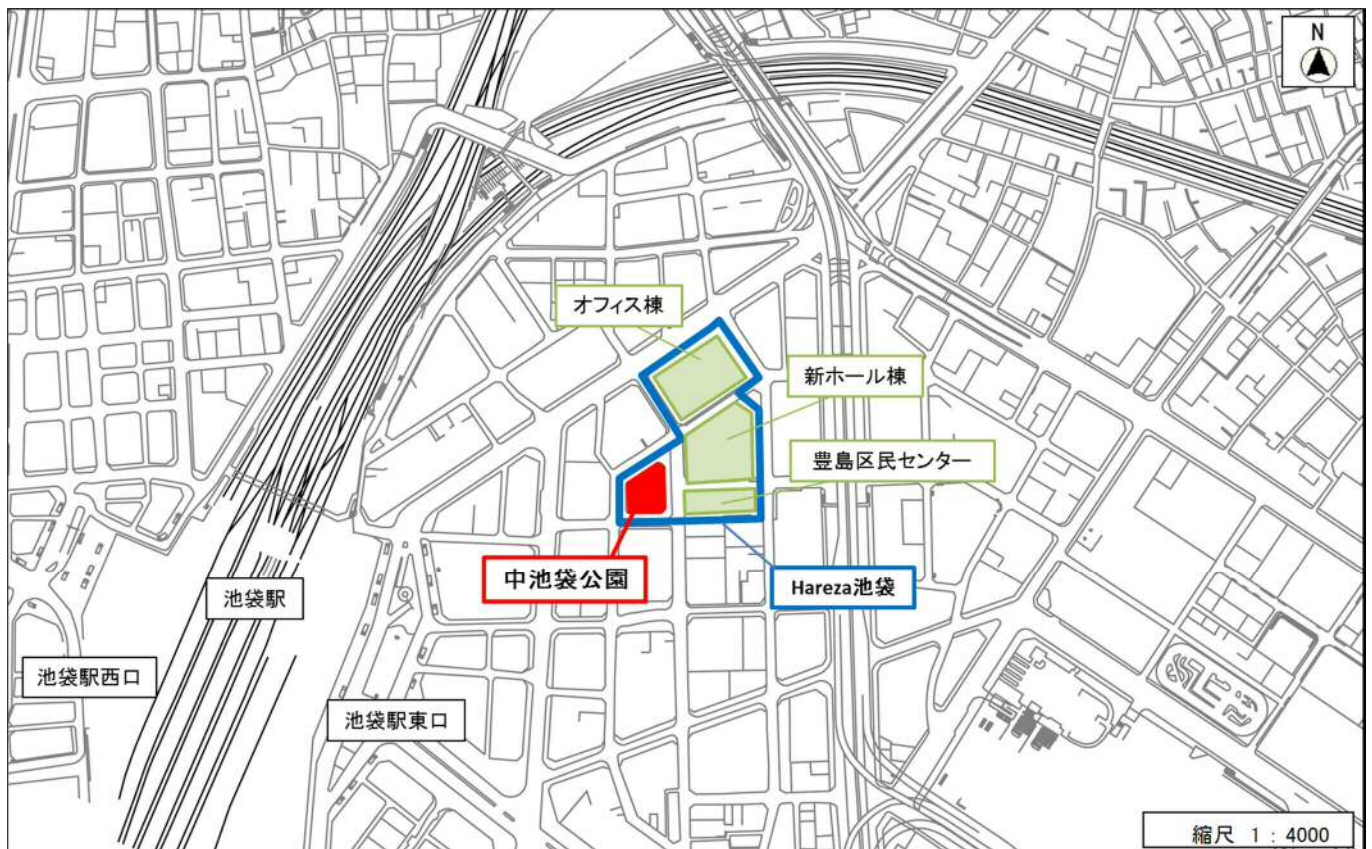 N
オフィス棟
新ホール棟
豊島区民センター
中池袋公園
Hareza池袋
池袋駅
池袋駅西口
池袋駅東口
縮尺 1：4000